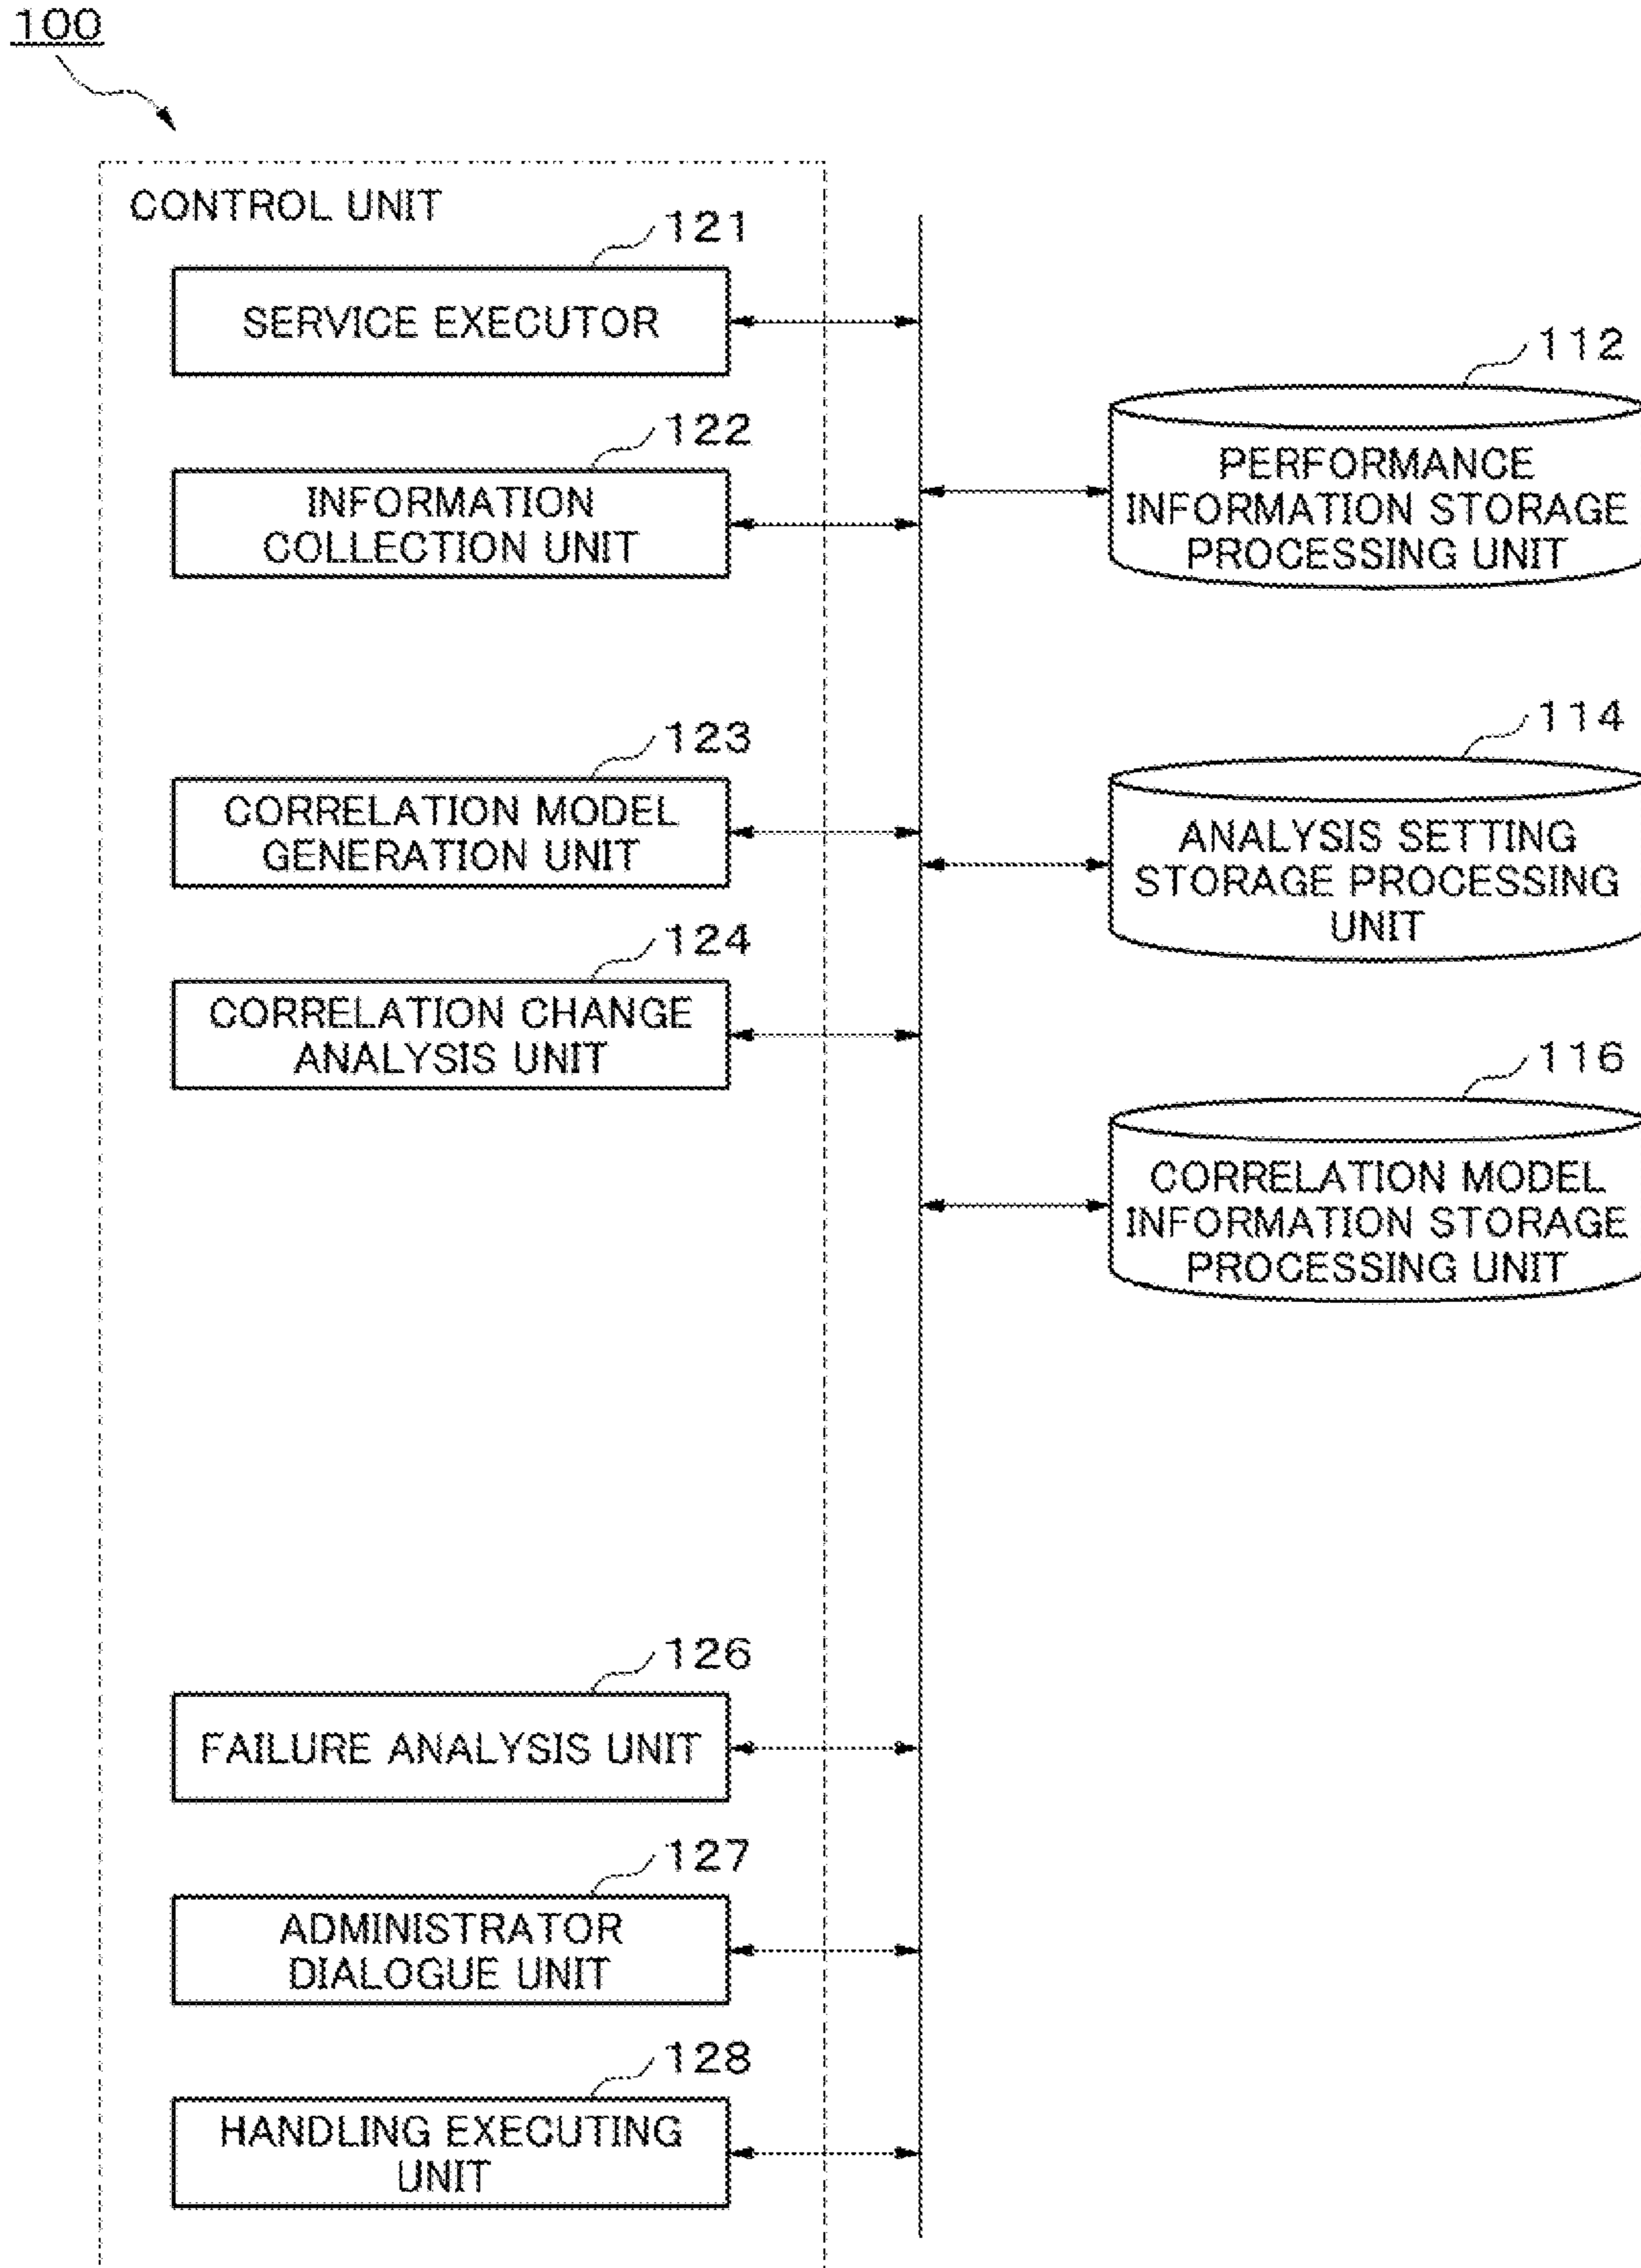 100
CONTROL UNIT
121
SERVICE EXECUTOR
122
INFORMATION
COLLECTION UNIT
123
CORRELATION MODEL
GENERATION UNIT
124
CORRELATION CHANGE
ANALYSIS UNIT
126
FAILURE ANALYSIS UNIT
127
ADMINISTRATOR
DIALOGUE UNIT
128
HANDLING EXECUTING
UNIT
112
PERFORMANCE
INFORMATION STORAGE
PROCESSING UNIT
114
ANALYSIS SETTING
STORAGE PROCESSING
UNIT
116
CORRELATION MODEL
INFORMATION STORAGE
PROCESSING UNIT